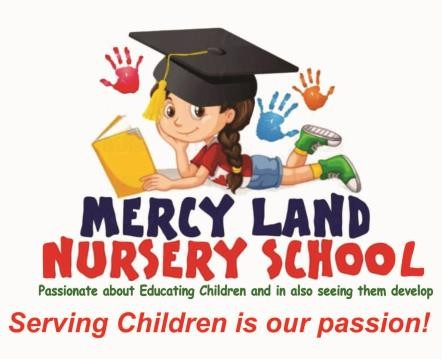 MERCY LAND
NURSERY SCHOOL
Passionate about Educating Children and in also seeing them develop
Serving Children is our passion!